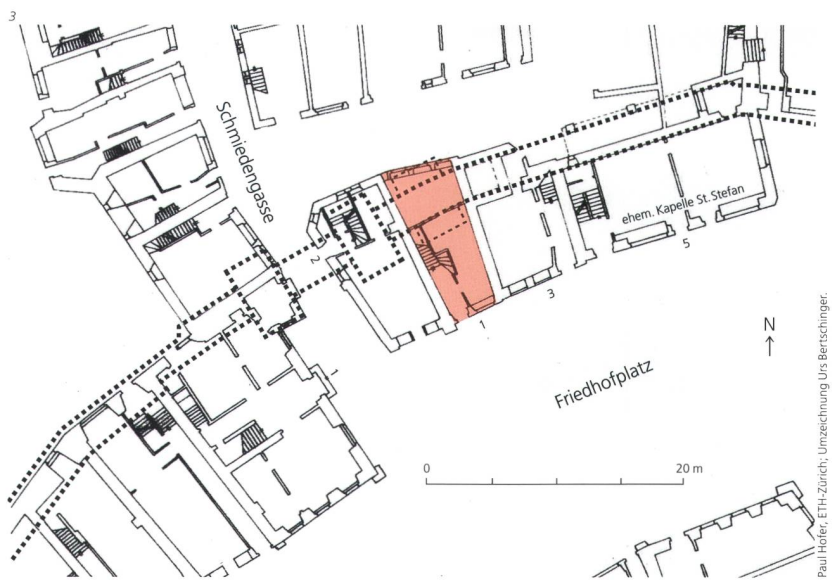 3
Schmiedengasse
2
1
1
3
ehem. Kapelle St. Stefan
5
Friedhofplatz
N
0
20 m
Paul Hofer, ETH-Zürich; Umzeichnung Urs Bertschinger.